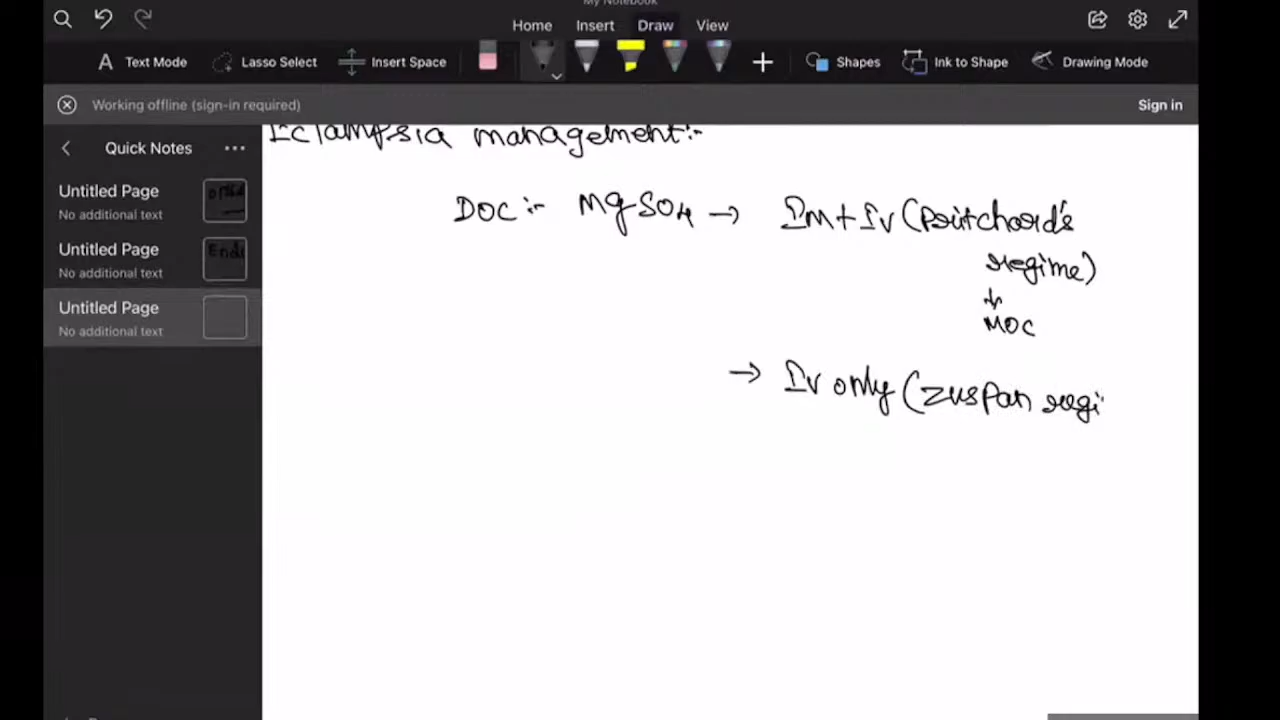 My Notebook
Home Insert Draw View
Text Mode Lasso Select Insert Space Shapes Ink to Shape Drawing Mode
Working offline (sign-in required) Sign in
Quick Notes
Untitled Page
No additional text
Untitled Page
No additional text
Untitled Page
No additional text
Eclampsia management:-
DOC:- MgSO4 → Im+Iv (Pritchard's
regime)
↓
MOC
→ Iv only (zuspan regi